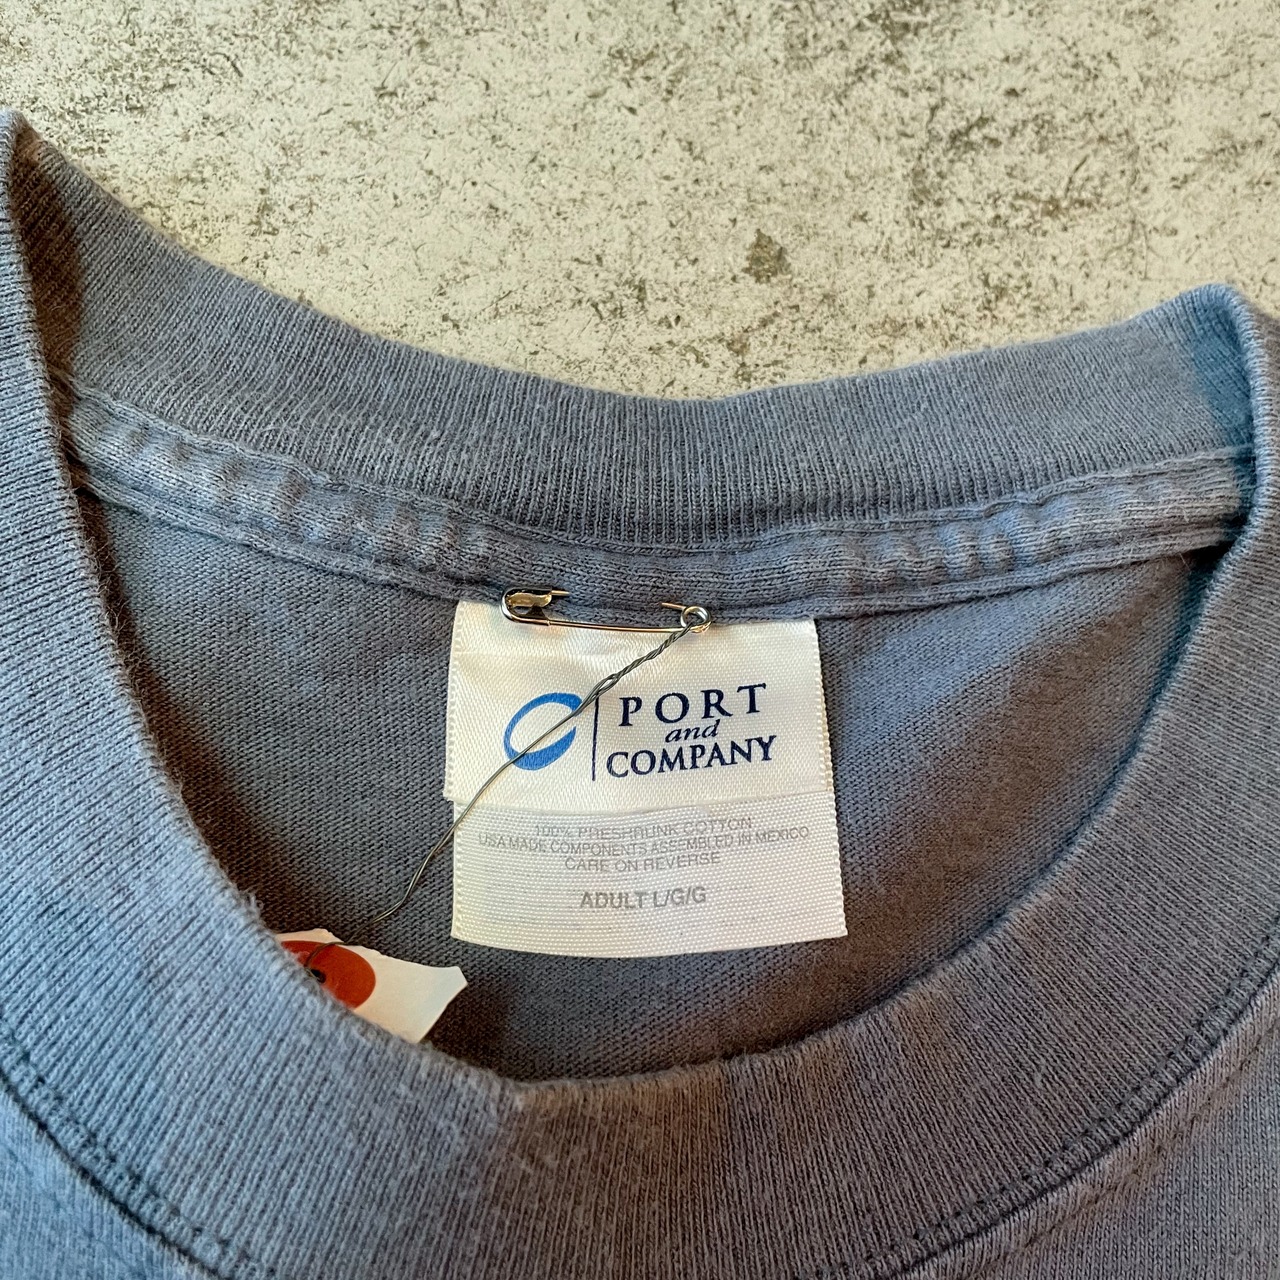 PORT
and
COMPANY
100% PRESHRUNK COTTON
USA MADE COMPONENTS ASSEMBLED IN MEXICO
CARE ON REVERSE
ADULT L/G/G